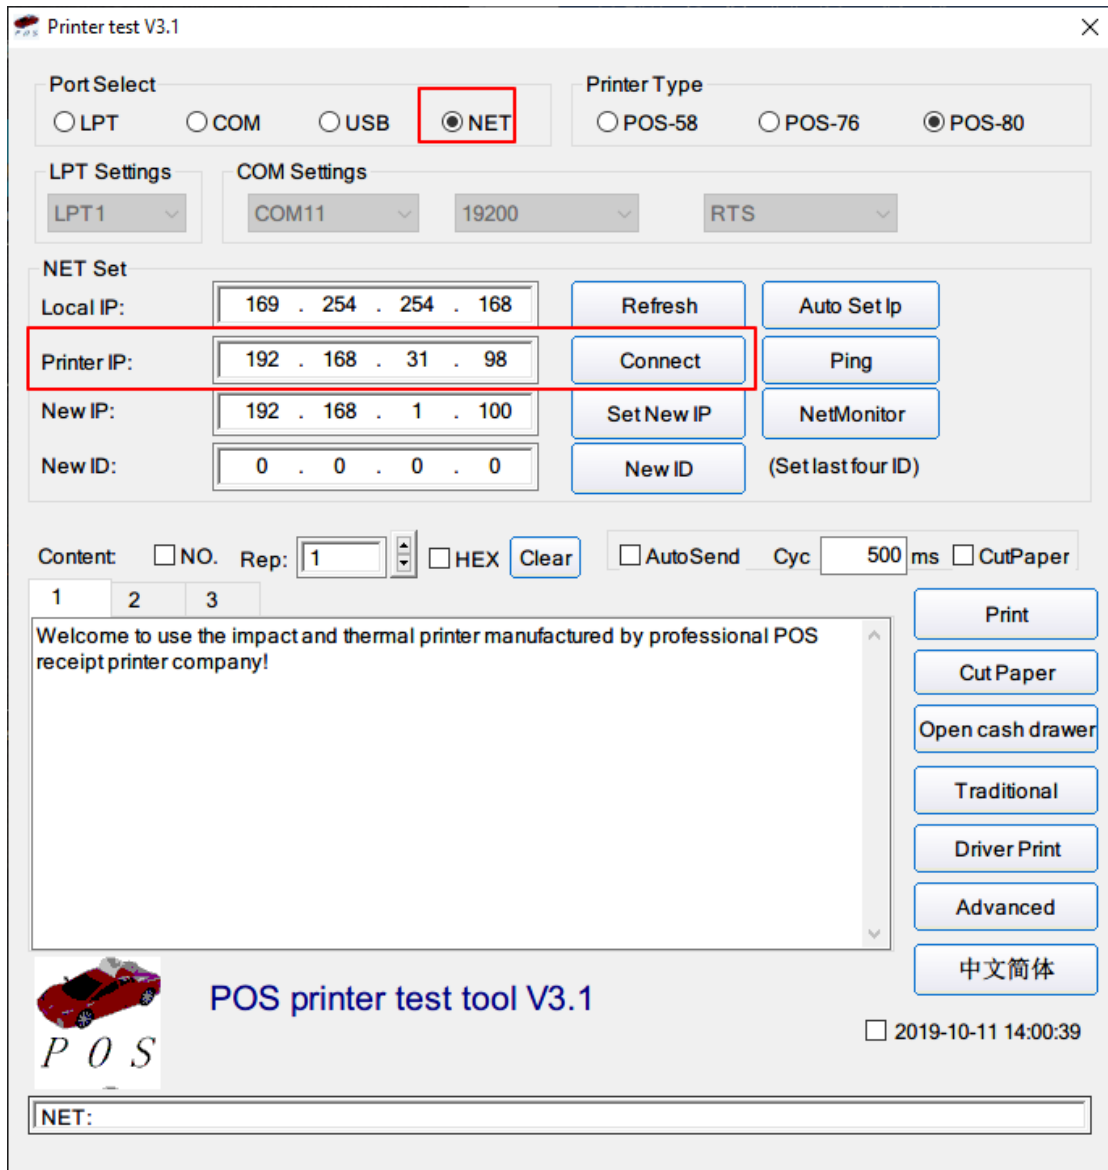 Printer test V3.1
Port Select
LPT COM USB NET
Printer Type
POS-58 POS-76 POS-80
LPT Settings
LPT1
COM Settings
COM11 19200 RTS
NET Set
Local IP: 169 . 254 . 254 . 168 Refresh Auto Set Ip
Printer IP: 192 . 168 . 31 . 98 Connect Ping
New IP: 192 . 168 . 1 . 100 Set New IP NetMonitor
New ID: 0 . 0 . 0 . 0 New ID (Set last four ID)
Content: NO. Rep: 1 HEX Clear AutoSend Cyc 500 ms CutPaper
1 2 3
Welcome to use the impact and thermal printer manufactured by professional POS
receipt printer company!
Print
Cut Paper
Open cash drawer
Traditional
Driver Print
Advanced
中文简体
POS
POS printer test tool V3.1
2019-10-11 14:00:39
NET: